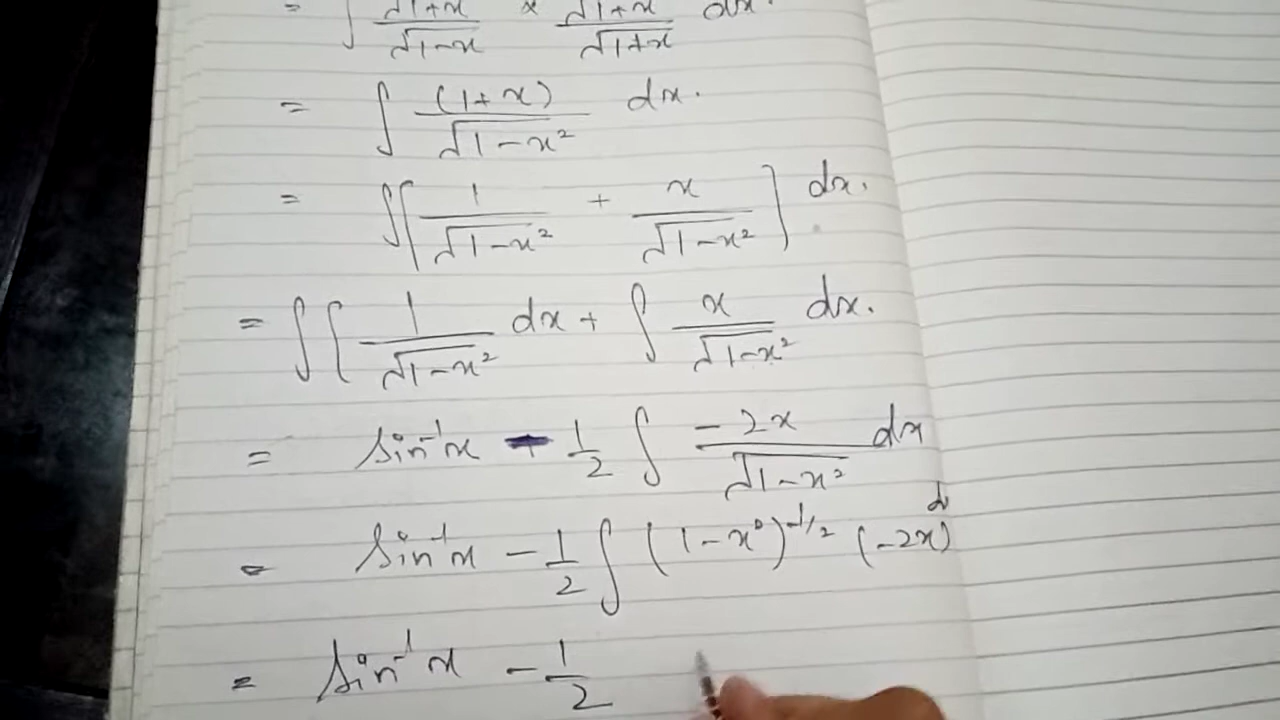 = ∫ √1+x / √1-x × √1+x / √1+x dx.
= ∫ (1+x) / √1-x² dx.
= ∫[ 1 / √1-x² + x / √1-x² ] dx.
= ∫[ 1 / √1-x² dx + ∫ x / √1-x² dx.
= sin⁻¹x - 1/2 ∫ -2x / √1-x² dx
= sin⁻¹x - 1/2 ∫ (1-x²)^-1/2 (-2x) d
= sin⁻¹x - 1/2